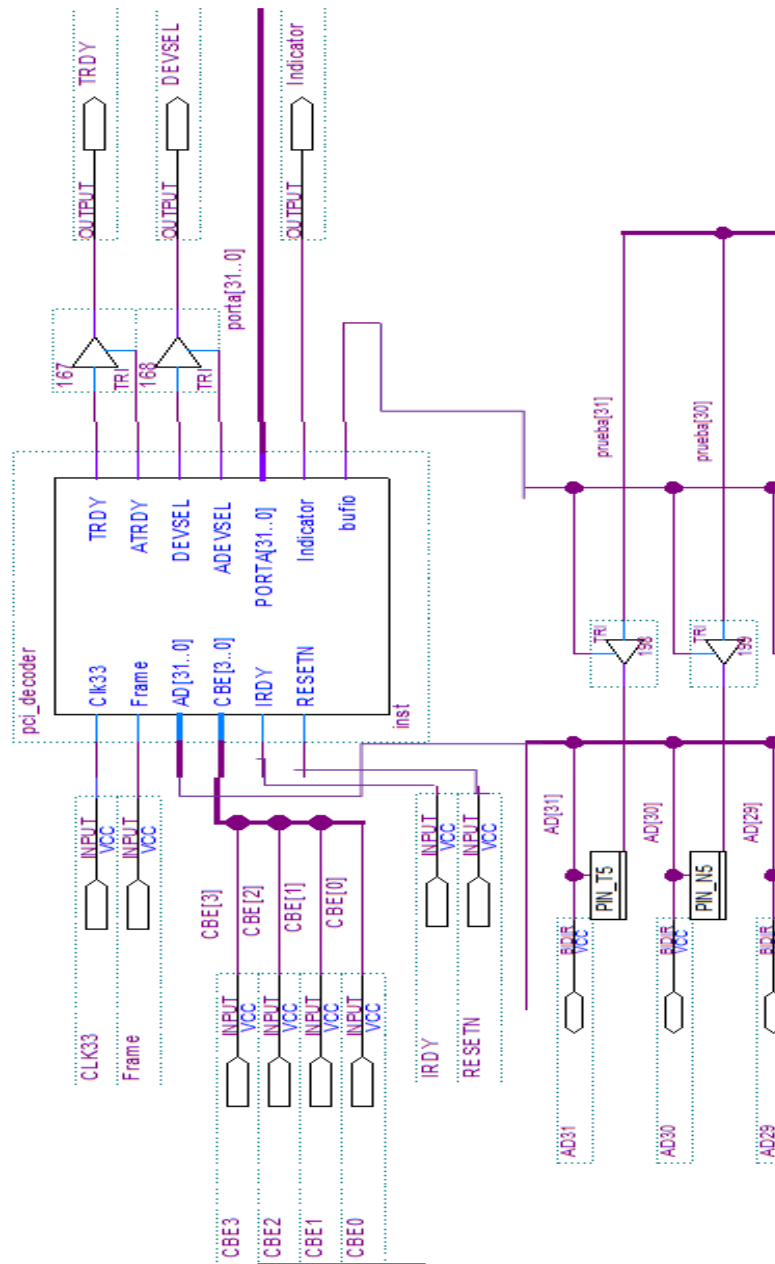 pci_decoder
Clk33
Frame
AD[31..0]
CBE[3..0]
IRDY
RESETN
TRDY
ATRDY
DEVSEL
ADEVSEL
PORTA[31..0]
Indicator
bufio
inst
CLK33
INPUT
VCC
Frame
INPUT
VCC
CBE3
INPUT
VCC
CBE[3]
CBE2
INPUT
VCC
CBE[2]
CBE1
INPUT
VCC
CBE[1]
CBE0
INPUT
VCC
CBE[0]
IRDY
INPUT
VCC
RESETN
INPUT
VCC
167
TRI
OUTPUT
TRDY
168
TRI
OUTPUT
DEVSEL
porta[31..0]
OUTPUT
Indicator
AD31
BIDIR
VCC
AD[31]
PIN_T5
TRI
198
prueba[31]
AD30
BIDIR
VCC
AD[30]
PIN_N5
TRI
199
prueba[30]
AD29
BIDIR
AD[29]